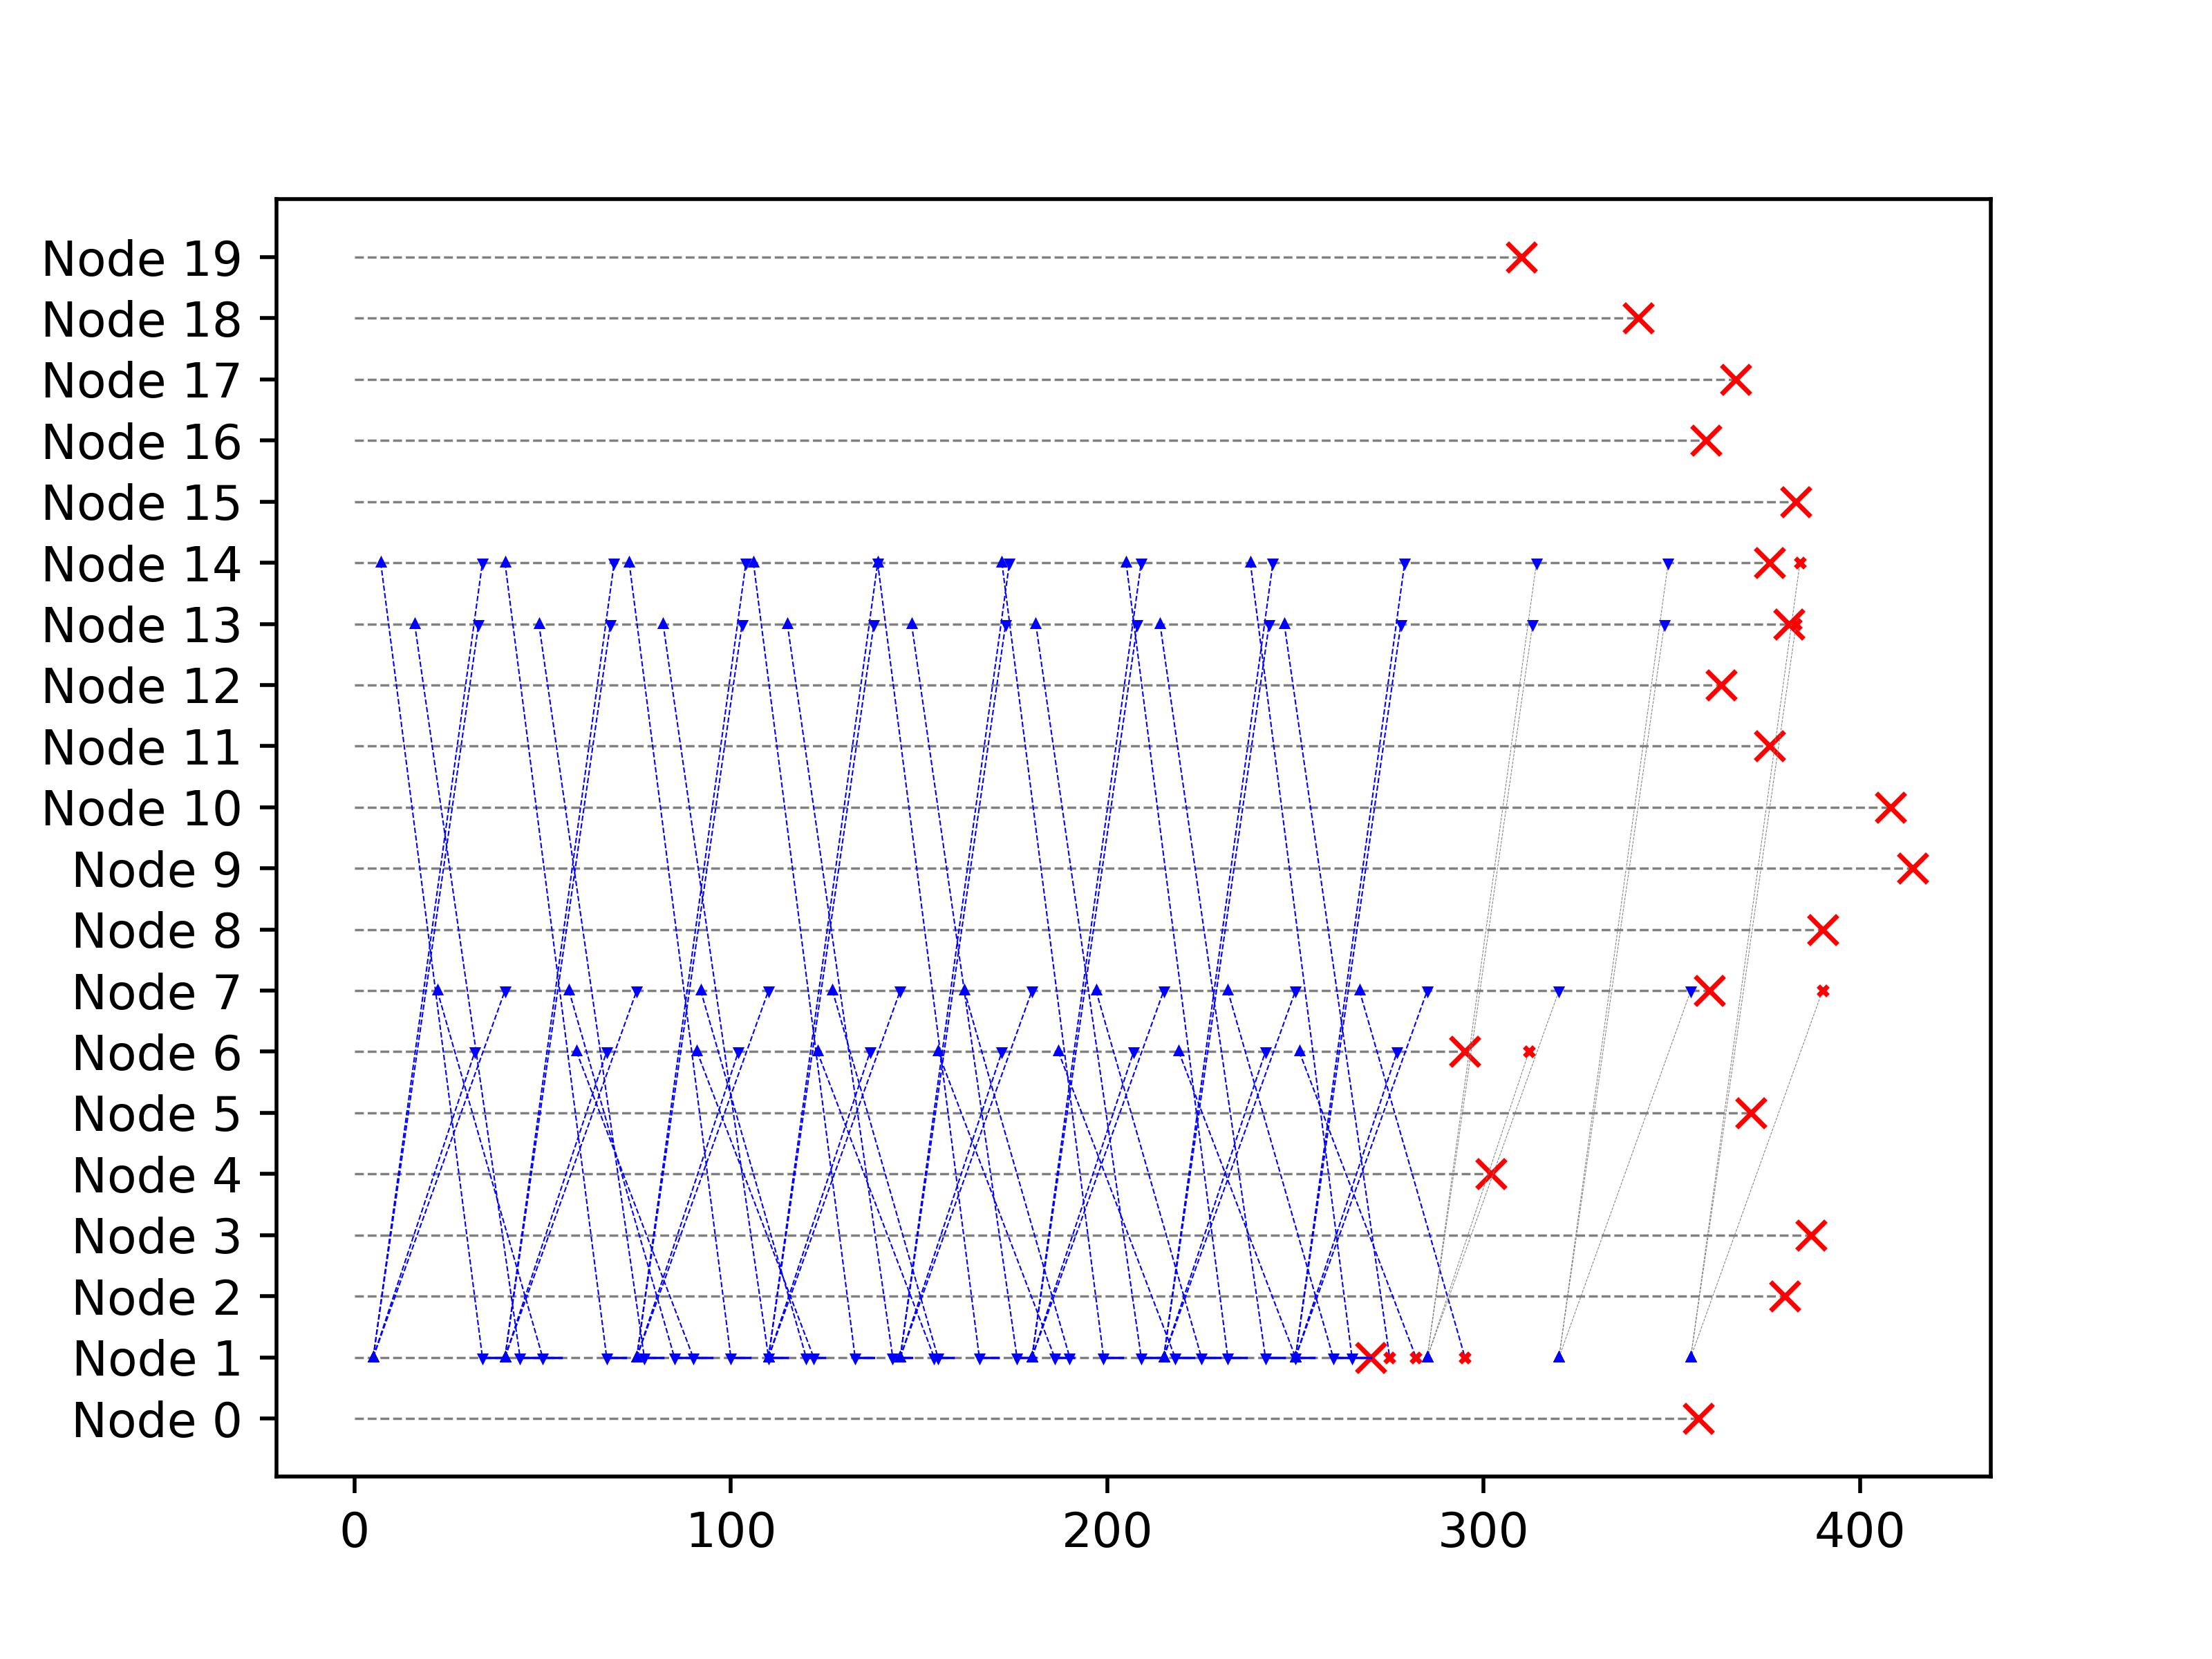 Node 19
Node 18
Node 17
Node 16
Node 15
Node 14
Node 13
Node 12
Node 11
Node 10
Node 9
Node 8
Node 7
Node 6
Node 5
Node 4
Node 3
Node 2
Node 1
Node 0
0 100 200 300 400